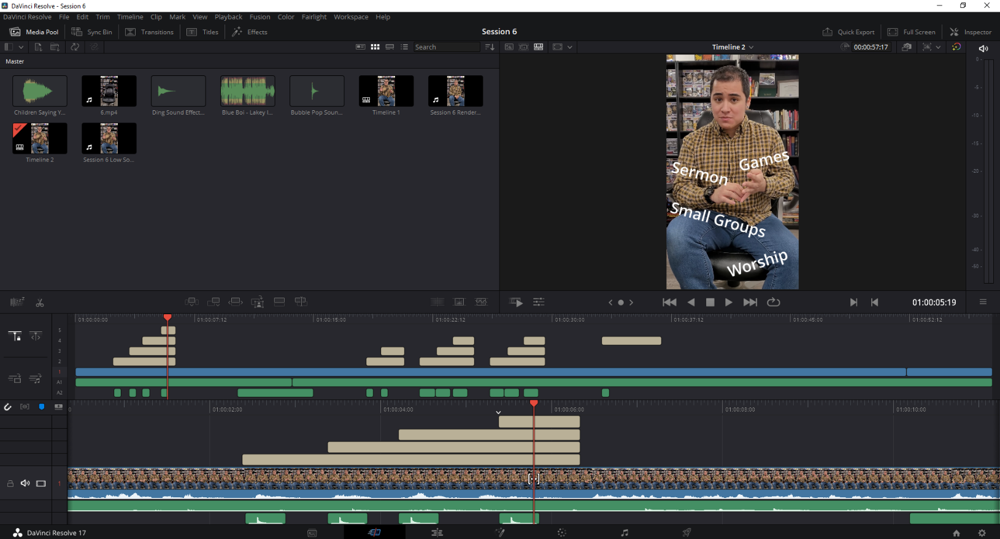 DaVinci Resolve - Session 6
DaVinci Resolve File Edit Trim Timeline Clip Mark View Playback Fusion Color Fairlight Workspace Help
Media Pool Sync Bin Transitions Titles Effects Session 6 Quick Export Full Screen Inspector
Search Timeline 2 00:00:57:17
Master
Children Saying Y... 6.mp4 Ding Sound Effect... Blue Boi - Lakey I... Bubble Pop Soun... Timeline 1 Session 6 Render...
Timeline 2 Session 6 Low So...
Games
Sermon
Small Groups
Worship
0
-5
-10
-15
-20
-30
-40
-50
01:00:05:19
01:00:00:00 01:00:07:12 01:00:15:00 01:00:22:12 01:00:30:00 01:00:37:12 01:00:45:00 01:00:52:12
5
4
3
2
1
A1
A2
0 01:00:02:00 01:00:04:00 01:00:06:00 01:00:08:00 01:00:10:00
1
DaVinci Resolve 17